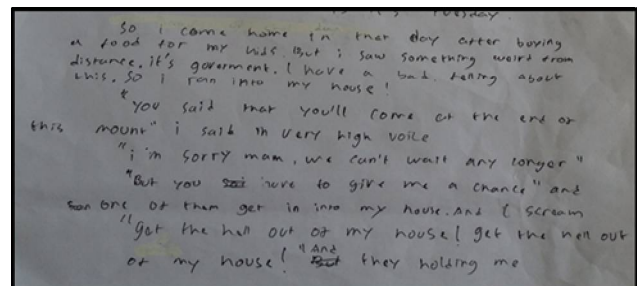 Tuesday.
So i come home in that day after buying
a food for my kids. But i saw something weird from
distance. it's goverment. I have a bad felling about
this. So i ran into my house!
"You said that you'll come at the end of
this mount" i said in very high voice
"i'm sorry mam, we can't wait any longer"
"But you have to give me a chance" and
one of them get in into my house. And I scream
"Get the hell out of my house! get the hell out
of my house!" And they holding me